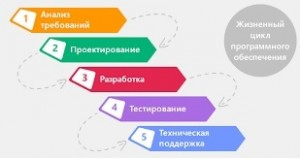 1
Анализ
требований
2
Проектирование
3
Разработка
4
Тестирование
5
Техническая
поддержка
Жизненный
цикл
программного
обеспечения